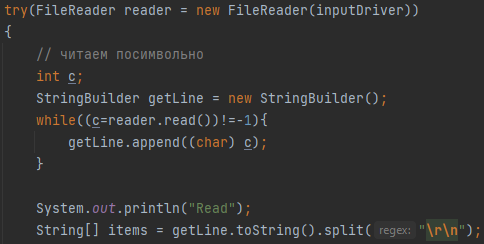 try(FileReader reader = new FileReader(inputDriver))
{
// читаем посимвольно
int c;
StringBuilder getLine = new StringBuilder();
while((c=reader.read())!=-1){
getLine.append((char) c);
}
System.out.println("Read");
String[] items = getLine.toString().split( regex: "\r\n");